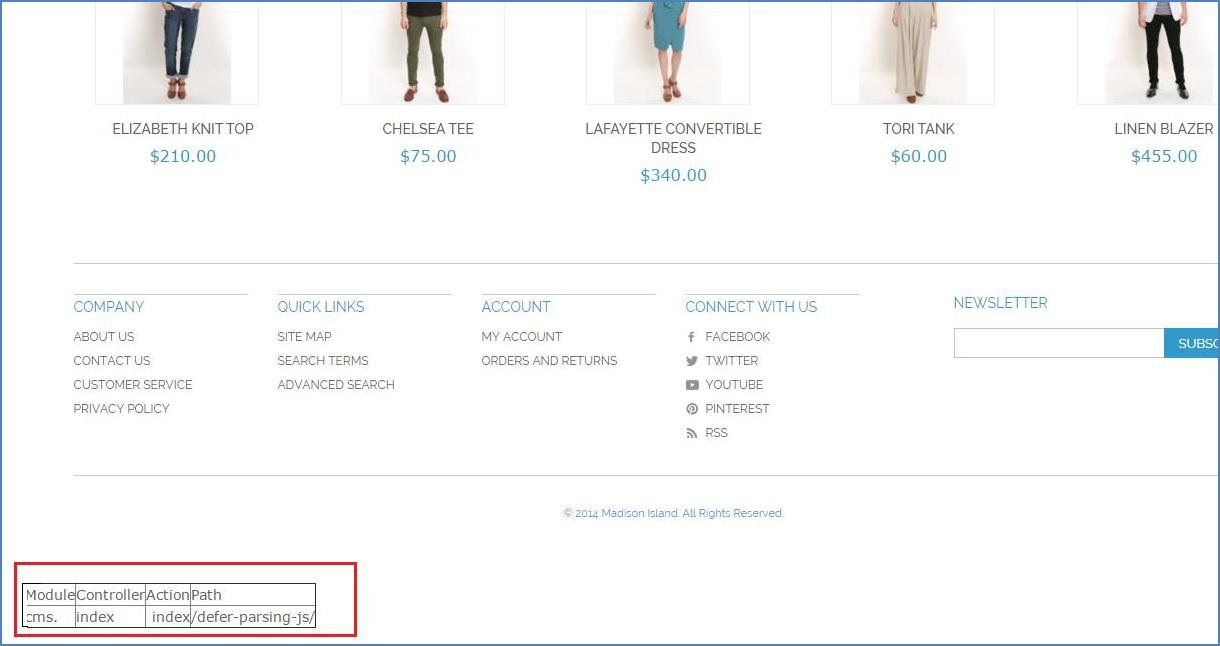 ELIZABETH KNIT TOP
$210.00
CHELSEA TEE
$75.00
LAFAYETTE CONVERTIBLE
DRESS
$340.00
TORI TANK
$60.00
LINEN BLAZER
$455.00
COMPANY
ABOUT US
CONTACT US
CUSTOMER SERVICE
PRIVACY POLICY
QUICK LINKS
SITE MAP
SEARCH TERMS
ADVANCED SEARCH
ACCOUNT
MY ACCOUNT
ORDERS AND RETURNS
CONNECT WITH US
FACEBOOK
TWITTER
YOUTUBE
PINTEREST
RSS
NEWSLETTER
SUBSC
© 2014 Madison Island. All Rights Reserved.
Module Controller Action Path
cms. index index /defer-parsing-js/